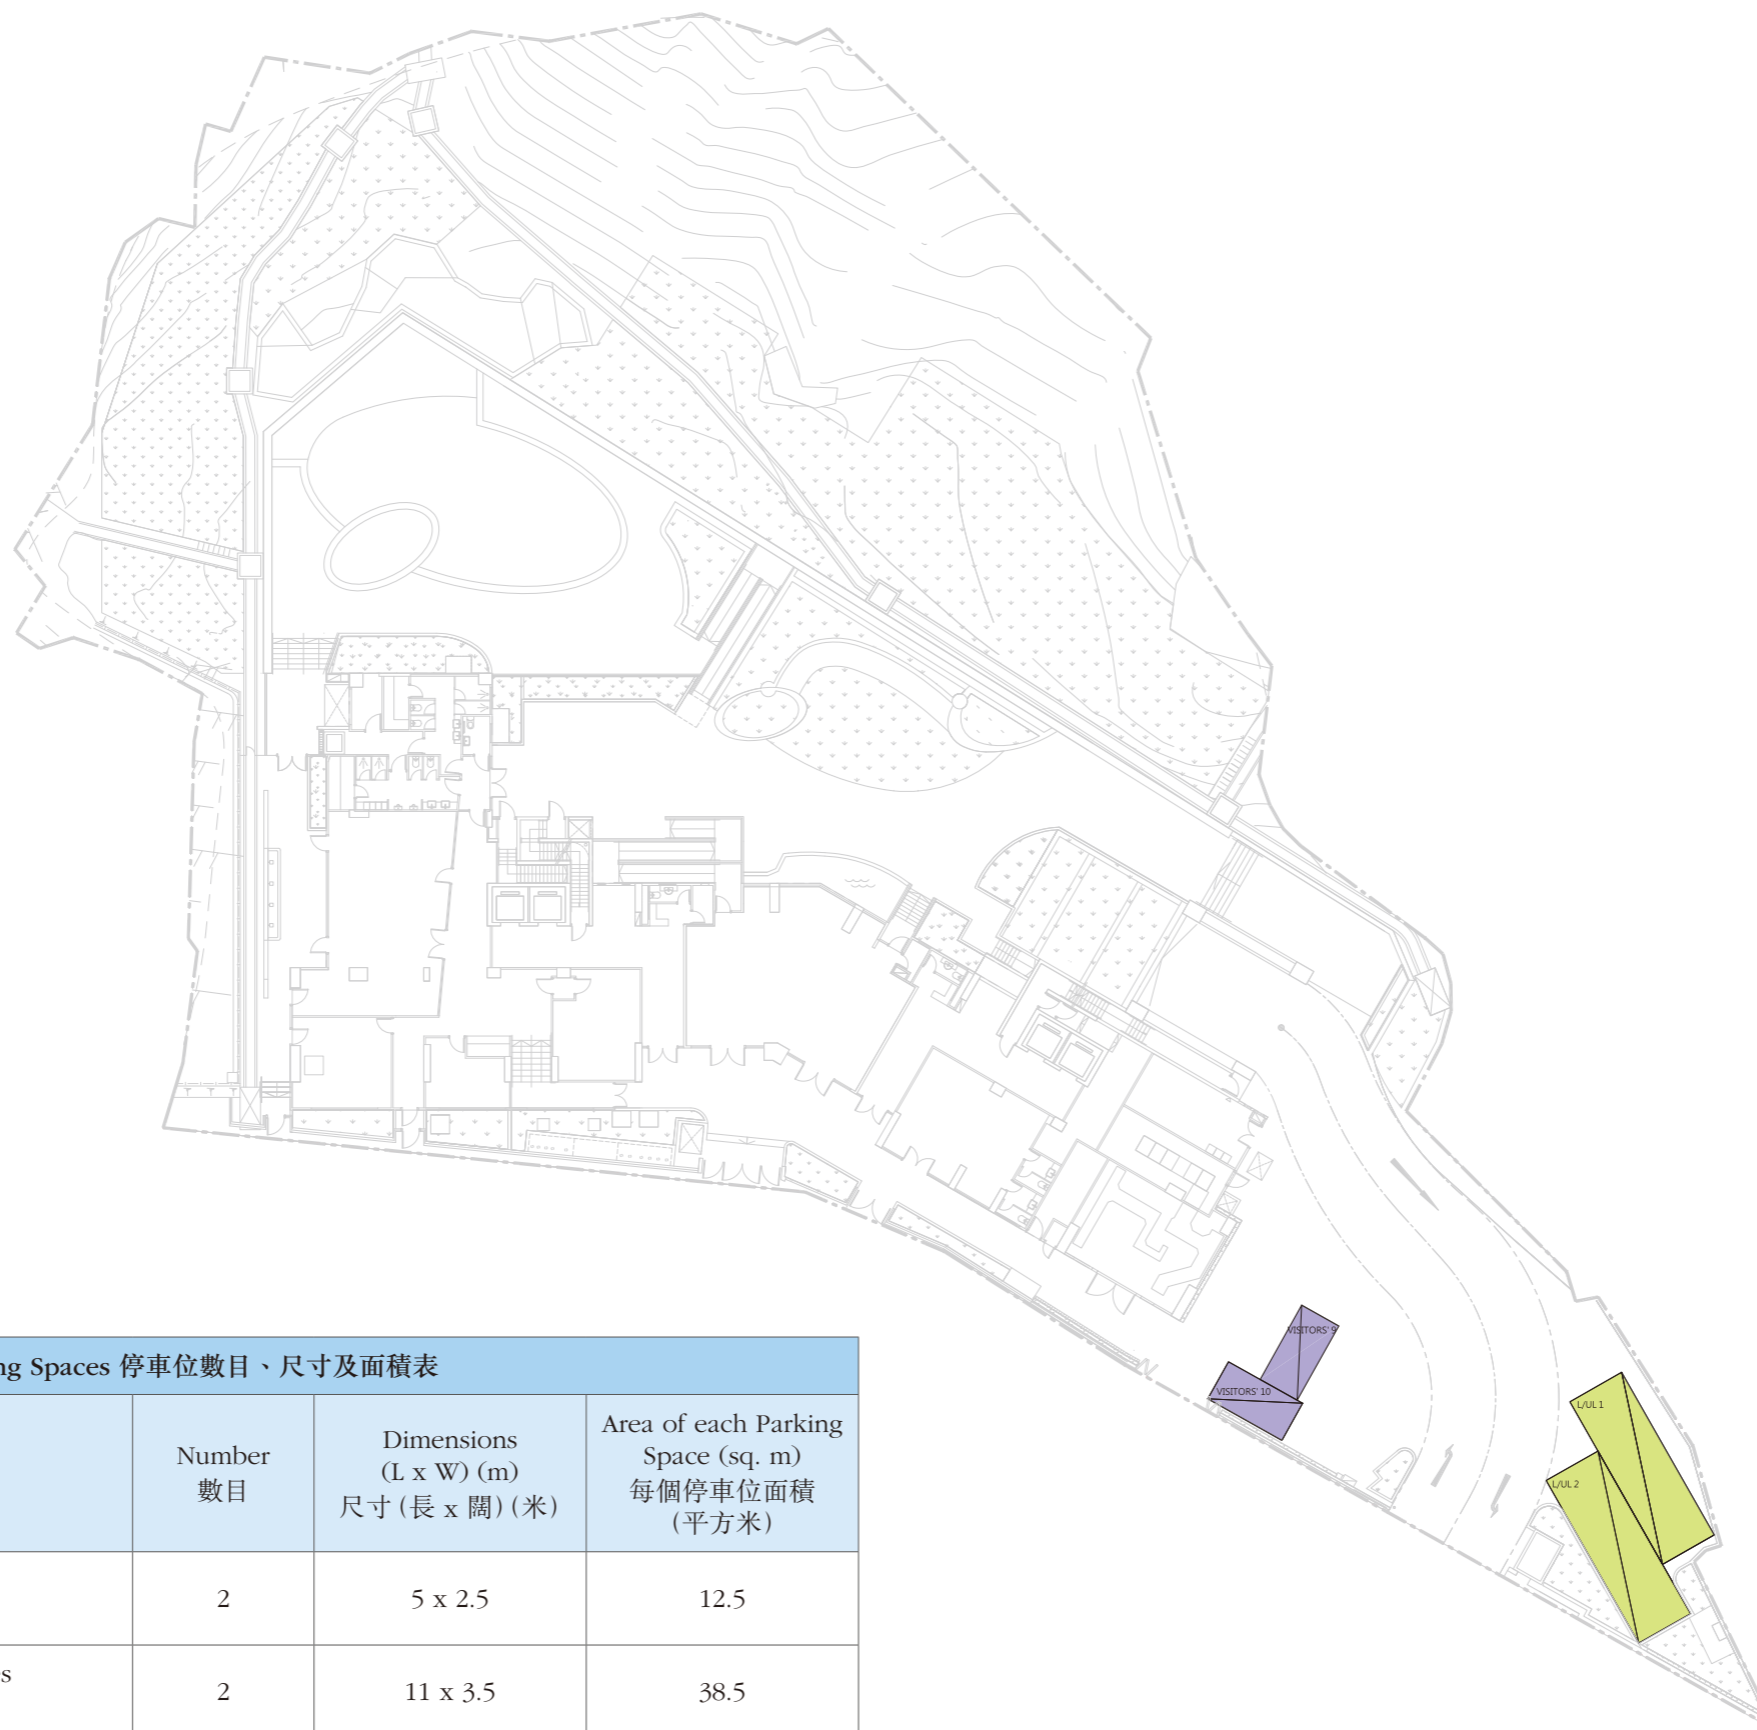 VISITORS' 9
VISITORS' 10
L/UL 1
L/UL 2
ng Spaces 停車位數目、尺寸及面積表
Number
數目
Dimensions
(L x W) (m)
尺寸 (長 x 闊) (米)
Area of each Parking
Space (sq. m)
每個停車位面積
(平方米)
2
5 x 2.5
12.5
s
2
11 x 3.5
38.5